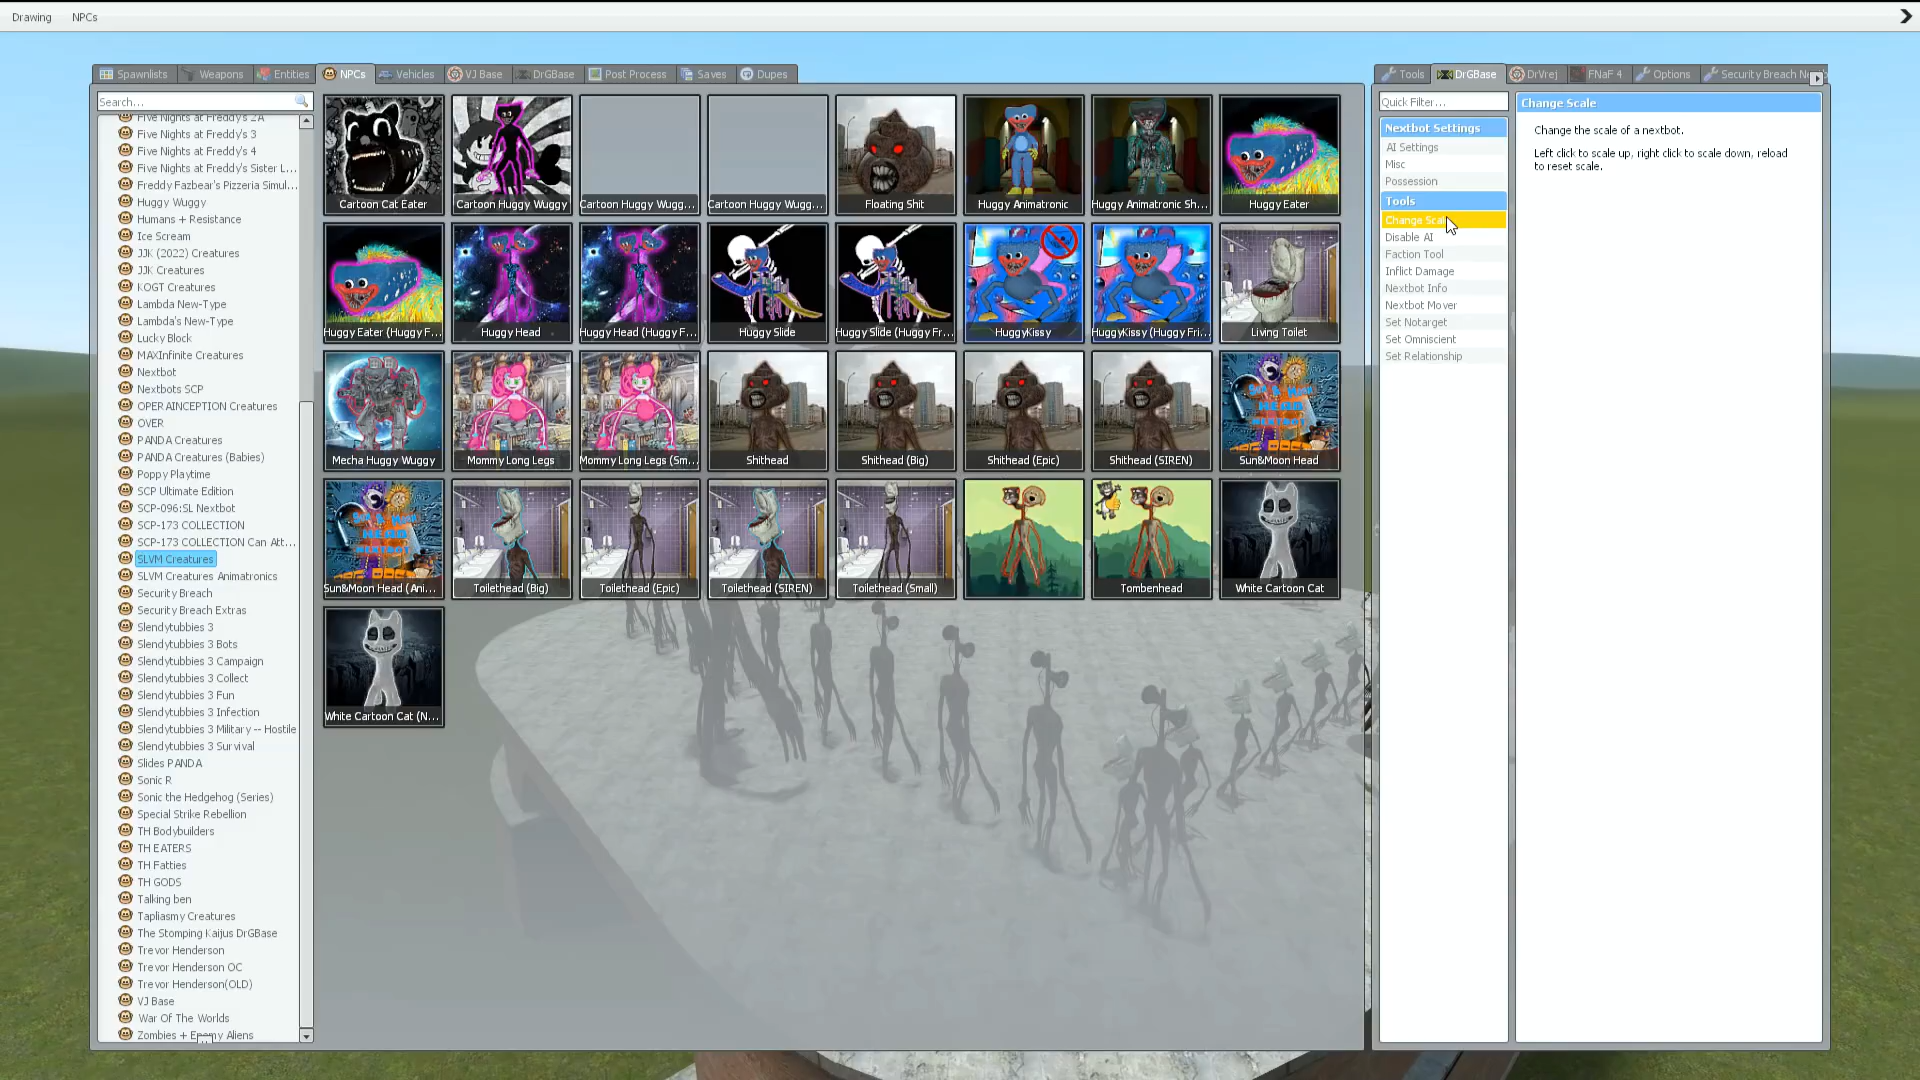 Drawing NPCs
Spawnlists Weapons Entities NPCs Vehicles VJ Base DrGBase Post Process Saves Dupes
Tools DrGBase DrVrej FNaF 4 Options Security Breach
Search...
Five Nights at Freddy's 2A
Five Nights at Freddy's 3
Five Nights at Freddy's 4
Five Nights at Freddy's Sister L...
Freddy Fazbear's Pizzeria Simul...
Huggy Wuggy
Humans + Resistance
Ice Scream
JJK (2022) Creatures
JJK Creatures
KOGT Creatures
Lambda New-Type
Lambda's New-Type
Lucky Block
MAXInfinite Creatures
Nextbot
Nextbots SCP
OPERAINCEPTION Creatures
OVER
PANDA Creatures
PANDA Creatures (Babies)
Poppy Playtime
SCP Ultimate Edition
SCP-096:SL Nextbot
SCP-173 COLLECTION
SCP-173 COLLECTION Can Att...
SLVM Creatures
SLVM Creatures Animatronics
Security Breach
Security Breach Extras
Slendytubbies 3
Slendytubbies 3 Bots
Slendytubbies 3 Campaign
Slendytubbies 3 Collect
Slendytubbies 3 Fun
Slendytubbies 3 Infection
Slendytubbies 3 Military -- Hostile
Slendytubbies 3 Survival
Slides PANDA
Sonic R
Sonic the Hedgehog (Series)
Special Strike Rebellion
TH Bodybuilders
TH EATERS
TH Fatties
TH GODS
Talking ben
Tapliasmy Creatures
The Stomping Kaijus DrGBase
Trevor Henderson
Trevor Henderson OC
Trevor Henderson(OLD)
VJ Base
War Of The Worlds
Zombies + Enemy Aliens
Cartoon Cat Eater Cartoon Huggy Wuggy Cartoon Huggy Wugg... Cartoon Huggy Wugg... Floating Shit Huggy Animatronic Huggy Animatronic Sh... Huggy Eater
Huggy Eater (Huggy F... Huggy Head Huggy Head (Huggy F... Huggy Slide Huggy Slide (Huggy Fr... HuggyKissy HuggyKissy (Huggy Fri... Living Toilet
Mecha Huggy Wuggy Mommy Long Legs Mommy Long Legs (Sm... Shithead Shithead (Big) Shithead (Epic) Shithead (SIREN) Sun&Moon Head
Sun&Moon Head (Ani... Toilethead (Big) Toilethead (Epic) Toilethead (SIREN) Toilethead (Small) Tombenhead White Cartoon Cat
White Cartoon Cat (N...
Quick Filter...
Nextbot Settings
AI Settings
Misc
Possession
Tools
Change Sca
Disable AI
Faction Tool
Inflict Damage
Nextbot Info
Nextbot Mover
Set Notarget
Set Omniscient
Set Relationship
Change Scale
Change the scale of a nextbot.
Left click to scale up, right click to scale down, reload
to reset scale.